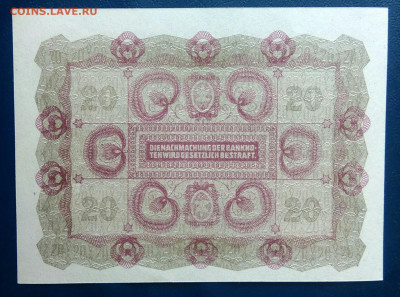 COINS.LAVE.RU
20 20
DIE NACHMACHUNG DER BANKNO-
TEN WIRD GESETZLICH BESTRAFT.
20 20